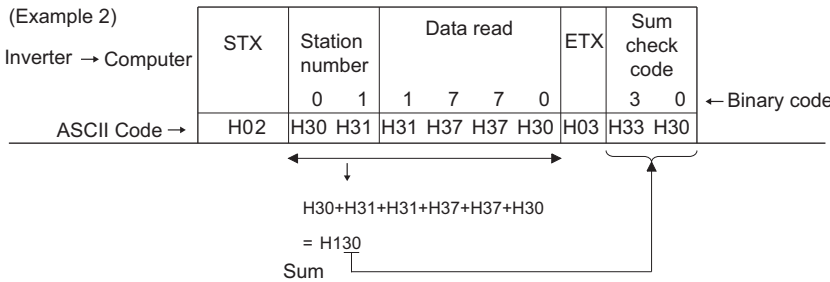 (Example 2)
Inverter → Computer
STX
Station
number
Data read
ETX
Sum
check
code
0 1 1 7 7 0 3 0 ← Binary code
ASCII Code → H02 H30 H31 H31 H37 H37 H30 H03 H33 H30
H30+H31+H31+H37+H37+H30
= H130
Sum